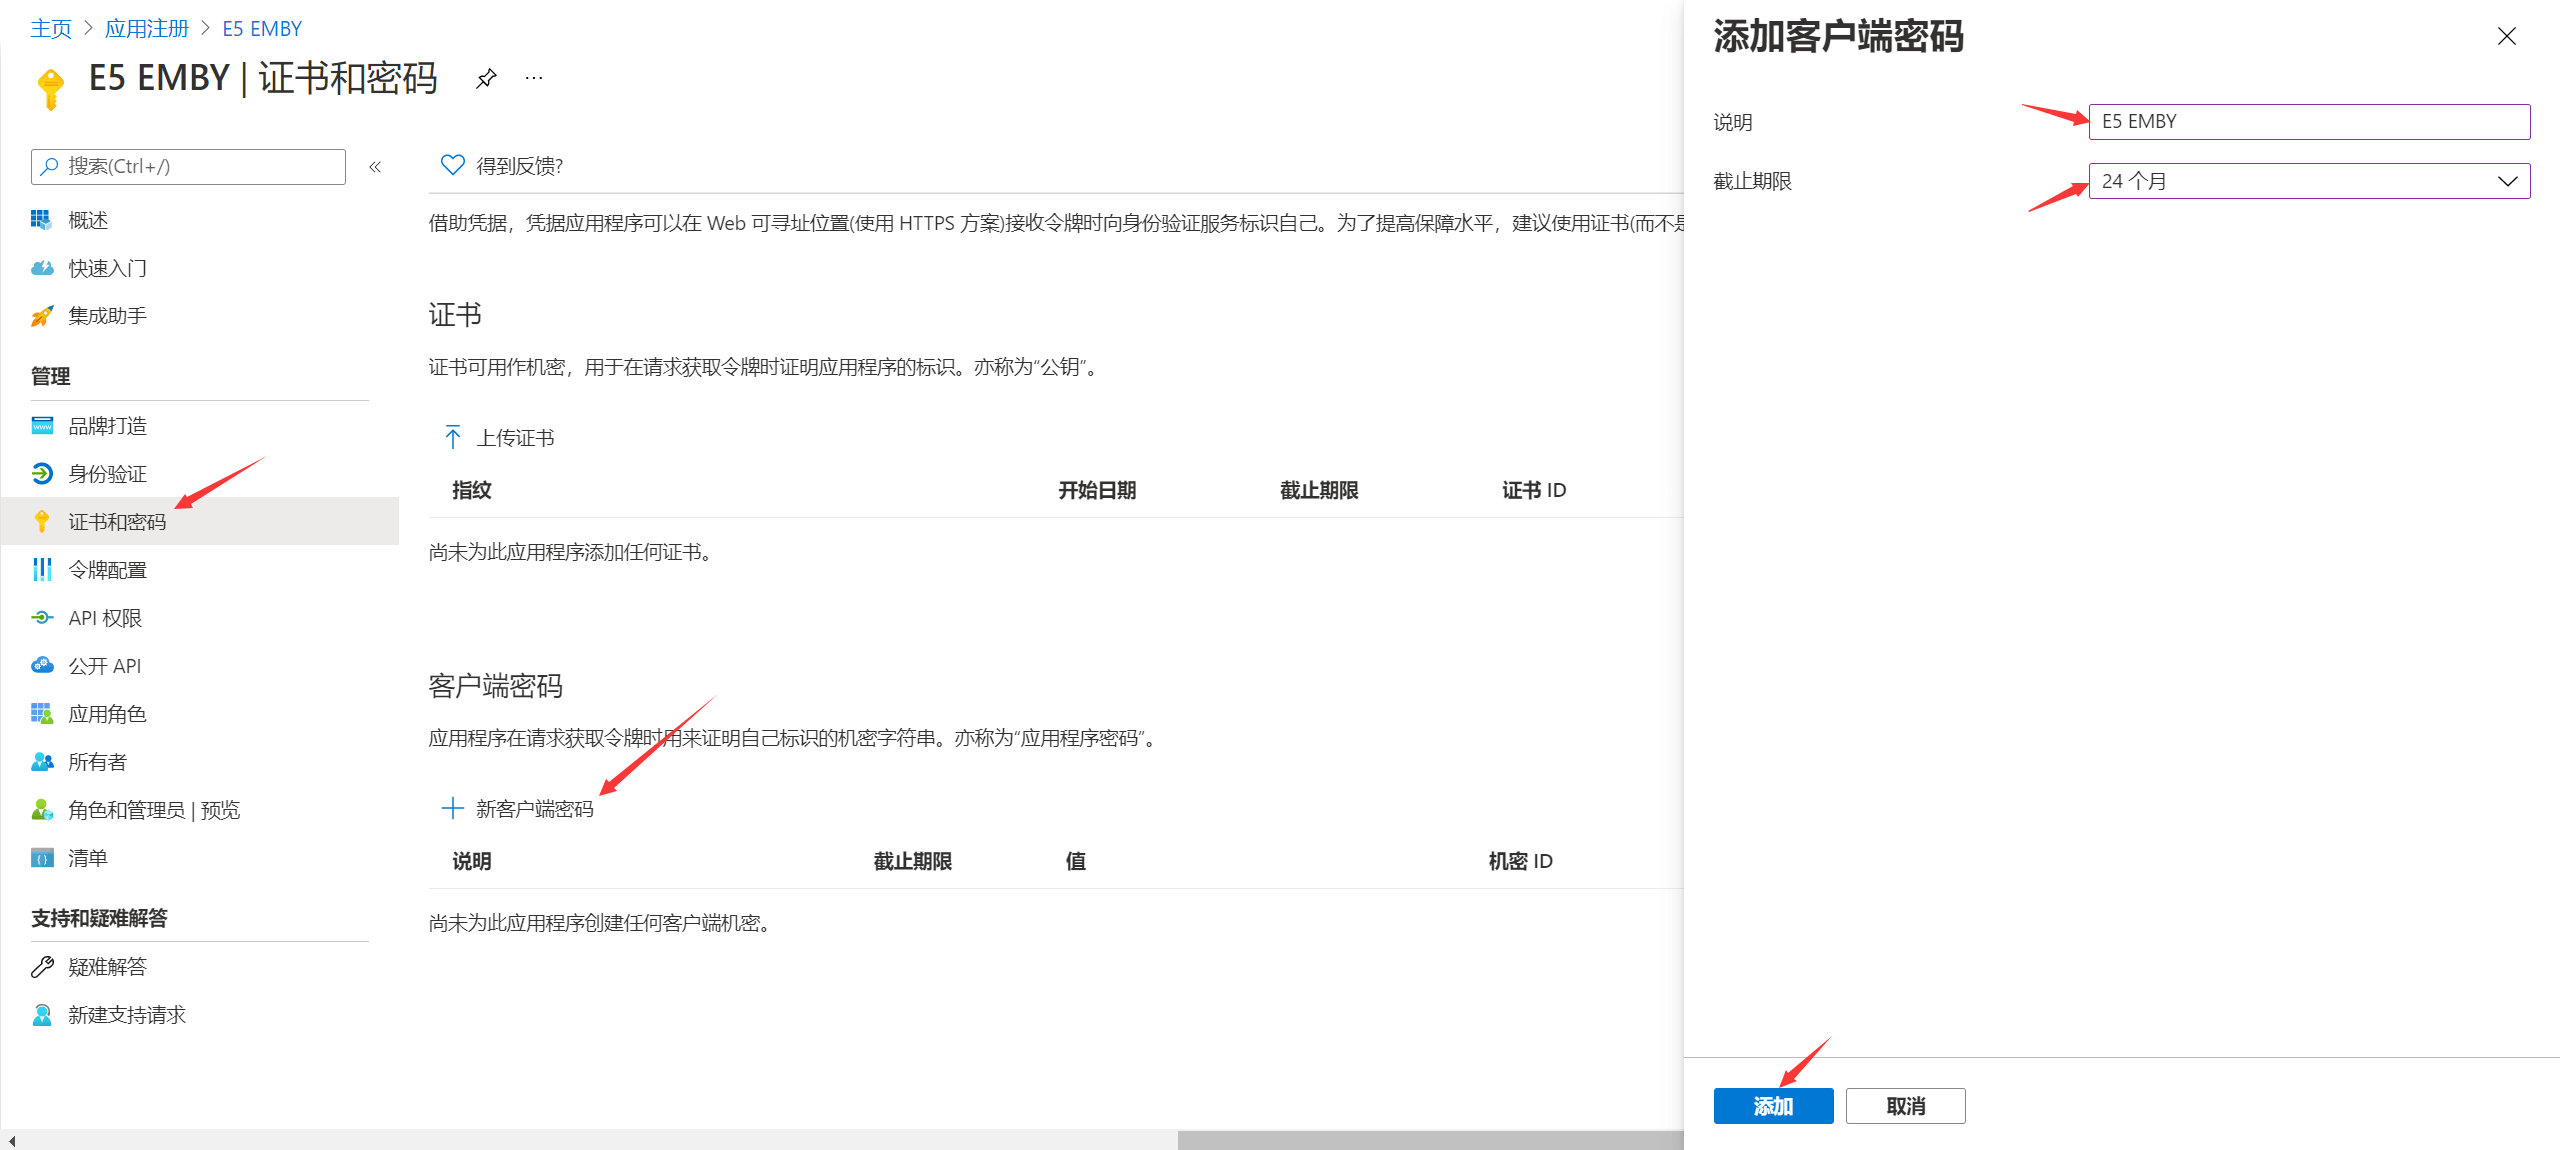 主页 > 应用注册 > E5 EMBY
E5 EMBY | 证书和密码
搜索(Ctrl+/)
概述
快速入门
集成助手
管理
品牌打造
身份验证
证书和密码
令牌配置
API 权限
公开 API
应用角色
所有者
角色和管理员 | 预览
清单
支持和疑难解答
疑难解答
新建支持请求
得到反馈?
借助凭据，凭据应用程序可以在 Web 可寻址位置(使用 HTTPS 方案)接收令牌时向身份验证服务标识自己。为了提高保障水平，建议使用证书(而不是
证书
证书可用作机密，用于在请求获取令牌时证明应用程序的标识。亦称为“公钥”。
上传证书
指纹 开始日期 截止期限 证书 ID
尚未为此应用程序添加任何证书。
客户端密码
应用程序在请求获取令牌时用来证明自己标识的机密字符串。亦称为“应用程序密码”。
新客户端密码
说明 截止期限 值 机密 ID
尚未为此应用程序创建任何客户端机密。
添加客户端密码
说明 E5 EMBY
截止期限 24 个月
添加 取消